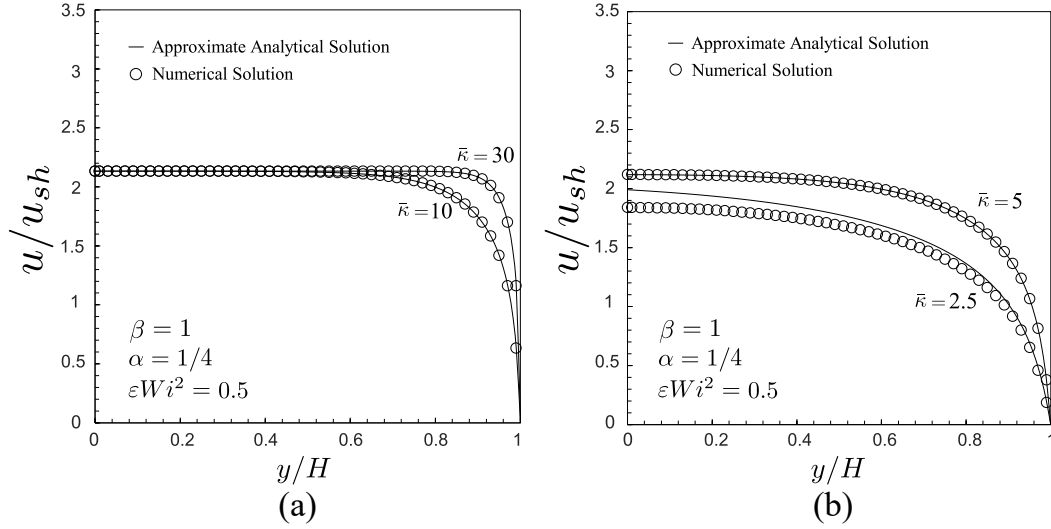 3.5
3
2.5
2
1.5
1
0.5
0
0 0.2 0.4 0.6 0.8 1
u/u_{sh}
y/H
— Approximate Analytical Solution
○ Numerical Solution
κ̄ = 30
κ̄ = 10
β = 1
α = 1/4
εWi² = 0.5
(a)
3.5
3
2.5
2
1.5
1
0.5
0
0 0.2 0.4 0.6 0.8 1
u/u_{sh}
y/H
— Approximate Analytical Solution
○ Numerical Solution
κ̄ = 5
κ̄ = 2.5
β = 1
α = 1/4
εWi² = 0.5
(b)